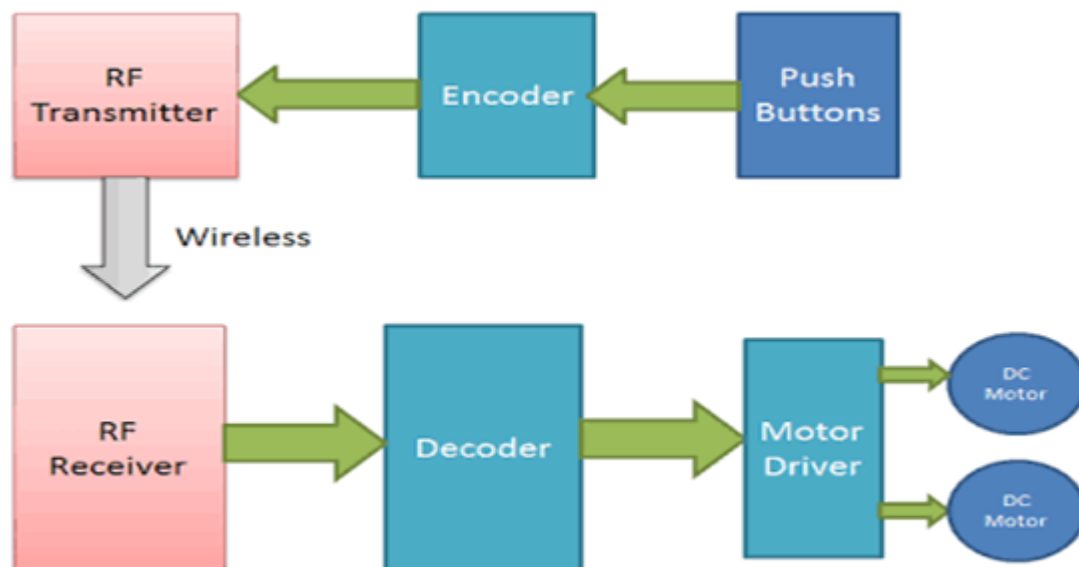 RF
Transmitter
Encoder
Push
Buttons
Wireless
RF
Receiver
Decoder
Motor
Driver
DC
Motor
DC
Motor